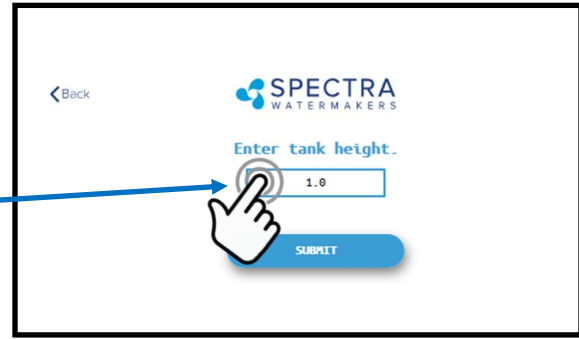 Back
SPECTRA
WATERMAKERS
Enter tank height.
1.0
SUBMIT